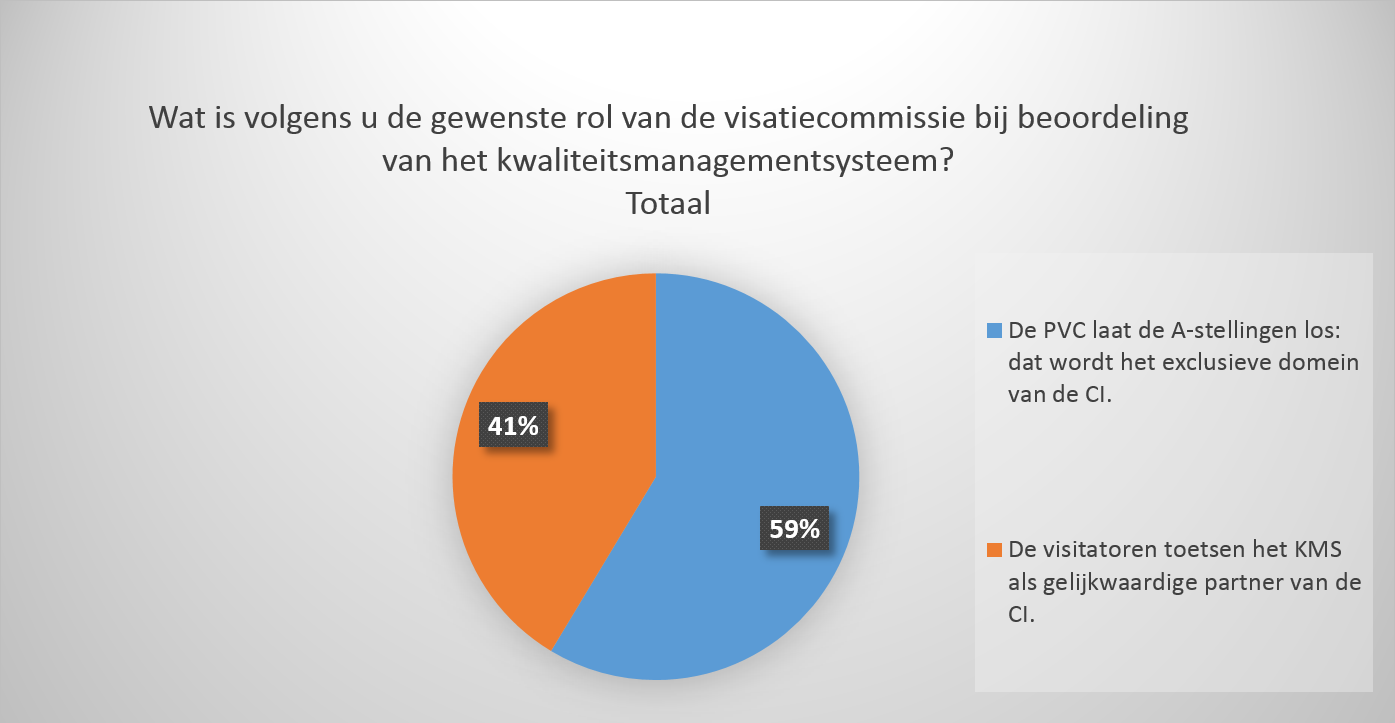 Wat is volgens u de gewenste rol van de visatiecommissie bij beoordeling
van het kwaliteitsmanagementsysteem?
Totaal
41%
59%
De PVC laat de A-stellingen los:
dat wordt het exclusieve domein
van de CI.
De visitatoren toetsen het KMS
als gelijkwaardige partner van de
CI.